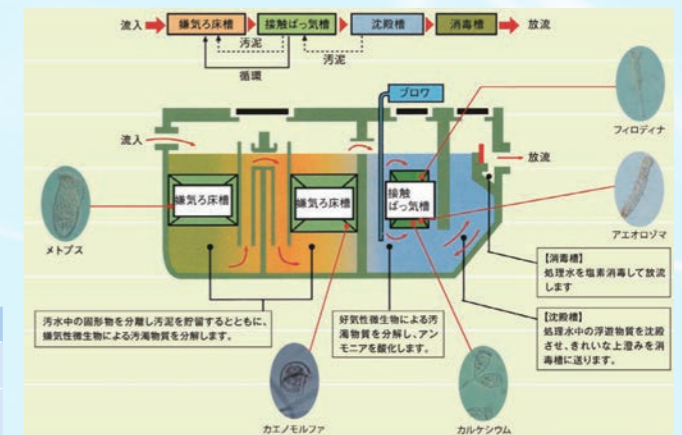 流入 嫌気ろ床槽 接触ばっ気槽 沈殿槽 消毒槽 放流
汚泥
汚泥
循環
ブロワ
フィロディナ
流入
放流
嫌気ろ床槽
嫌気ろ床槽
接触
ばっ気槽
メトプス
アエオロゾマ
【消毒槽】
処理水を塩素消毒して放流
します
汚水中の固形物を分離し汚泥を貯留するとともに、
嫌気性微生物による汚濁物質を分解します。
好気性微生物による汚
濁物質を分解し、アン
モニアを酸化します。
【沈殿槽】
処理水中の浮遊物質を沈殿
させ、きれいな上澄みを消
毒槽に送ります。
カエノモルファ
カルケシウム